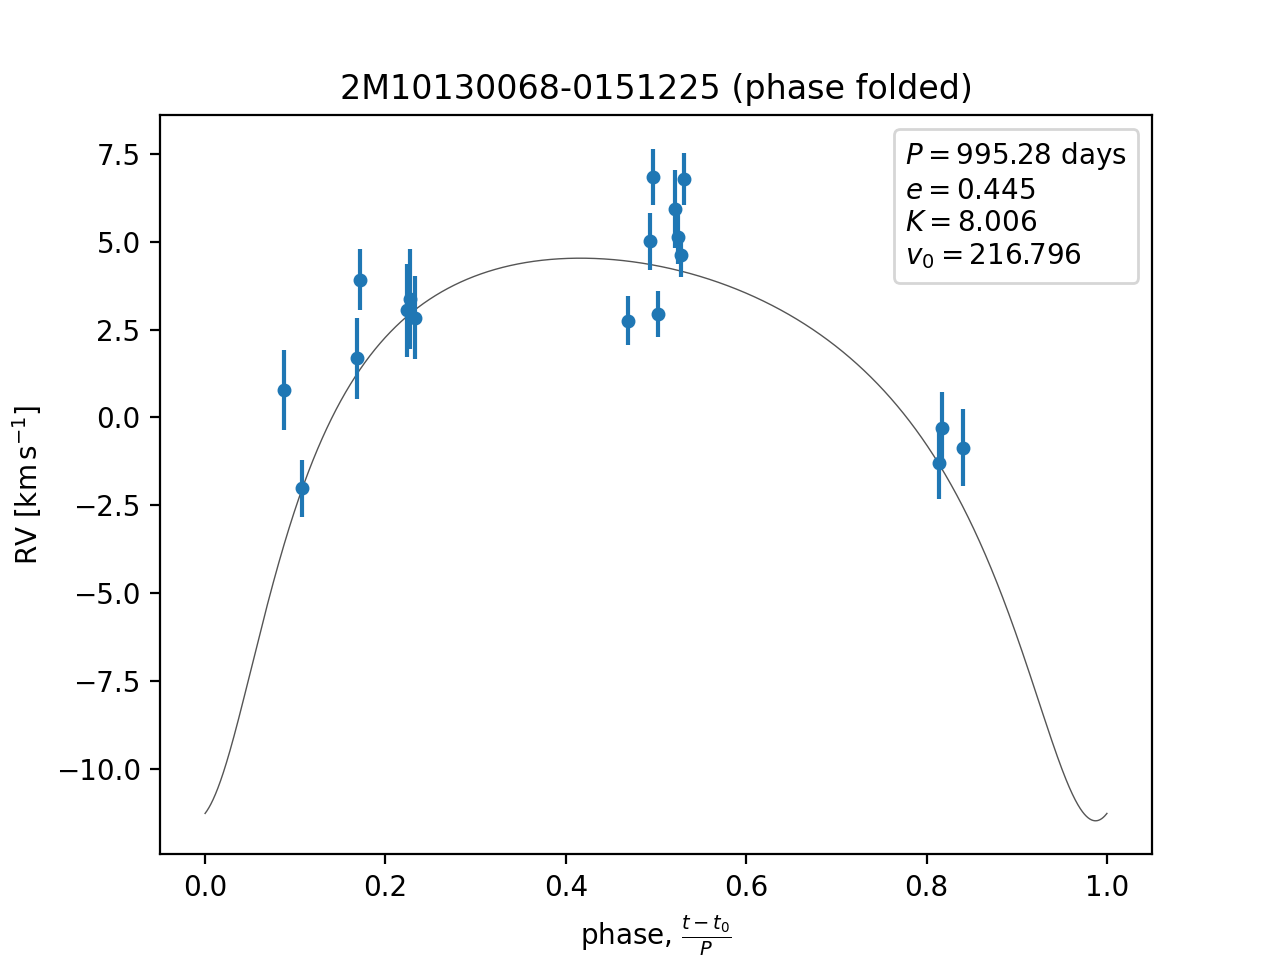 2M10130068-0151225 (phase folded)
P = 995.28 days
e = 0.445
K = 8.006
v₀ = 216.796
RV [km s⁻¹]
7.5
5.0
2.5
0.0
−2.5
−5.0
−7.5
−10.0
0.0 0.2 0.4 0.6 0.8 1.0
phase, (t − t₀)/P